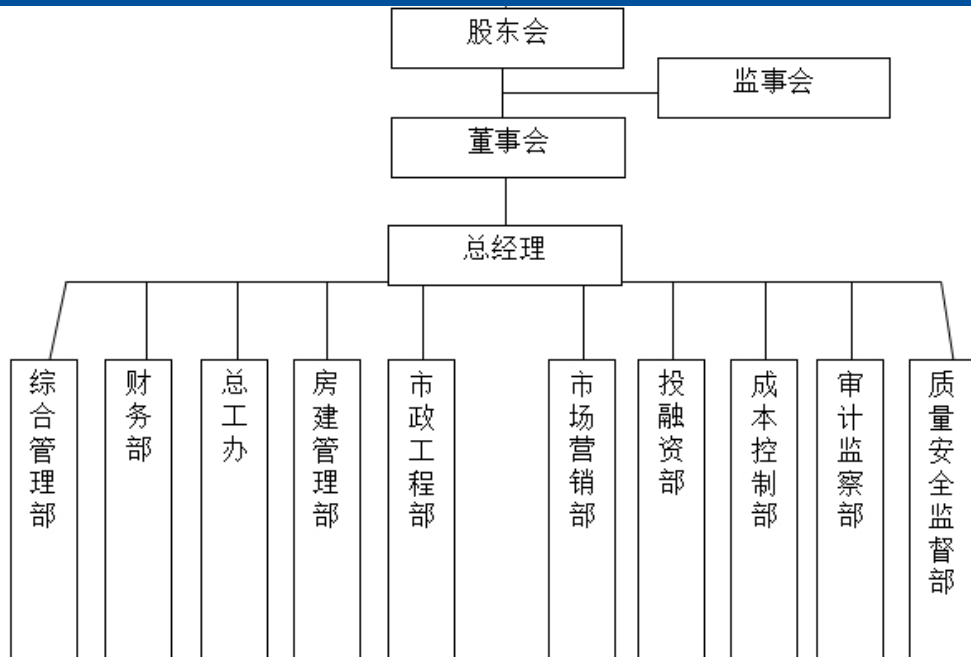 股东会
监事会
董事会
总经理
综合管理部
财务部
总工办
房建管理部
市政工程部
市场营销部
投融资部
成本控制部
审计监察部
质量安全监督部